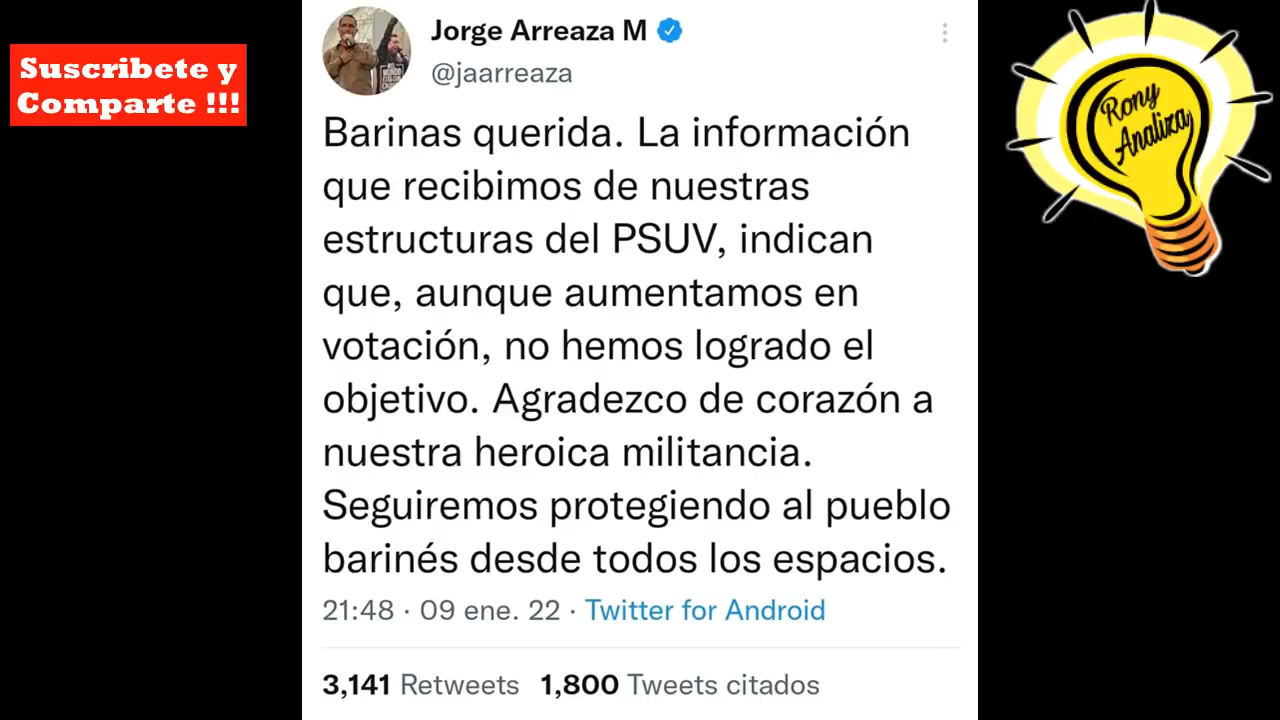 Suscribete y
Comparte !!!
Jorge Arreaza M
@jaarreaza
Barinas querida. La información
que recibimos de nuestras
estructuras del PSUV, indican
que, aunque aumentamos en
votación, no hemos logrado el
objetivo. Agradezco de corazón a
nuestra heroica militancia.
Seguiremos protegiendo al pueblo
barinés desde todos los espacios.
21:48 · 09 ene. 22 · Twitter for Android
3,141 Retweets 1,800 Tweets citados
Rony
Analiza